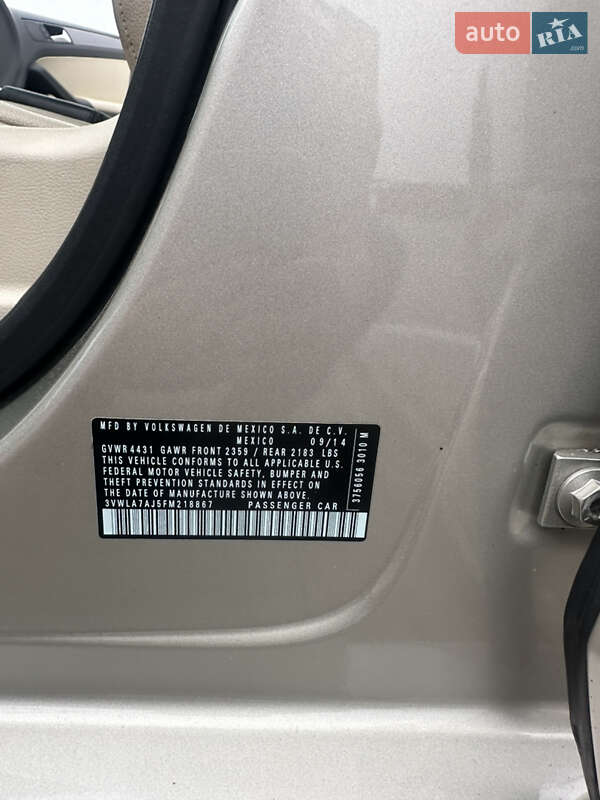 auto RIA
.com
MFD BY VOLKSWAGEN DE MEXICO S.A. DE C.V.
MEXICO 09/14
GVWR 4431 GAWR FRONT 2359 / REAR 2183 LBS
THIS VEHICLE CONFORMS TO ALL APPLICABLE U.S.
FEDERAL MOTOR VEHICLE SAFETY, BUMPER AND
THEFT PREVENTION STANDARDS IN EFFECT ON
THE DATE OF MANUFACTURE SHOWN ABOVE.
3VWLA7AJ5FM218867 PASSENGER CAR
3756056 3010 M